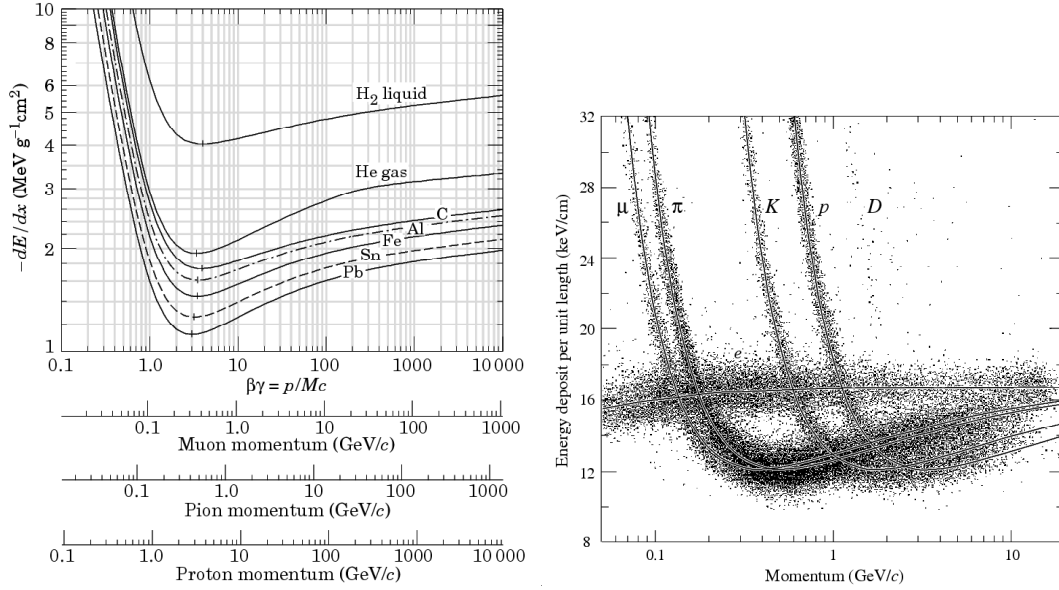 10
8
6
5
4
3
2
1
−dE/dx (MeV g⁻¹cm²)
H₂ liquid
He gas
C
Al
Fe
Sn
Pb
0.1 1.0 10 100 1000 10 000
βγ = p/Mc
0.1 1.0 10 100 1000
Muon momentum (GeV/c)
0.1 1.0 10 100 1000
Pion momentum (GeV/c)
0.1 1.0 10 100 1000 10 000
Proton momentum (GeV/c)
32
28
24
20
16
12
8
Energy deposit per unit length (keV/cm)
μ π K p D
e
0.1 1 10
Momentum (GeV/c)